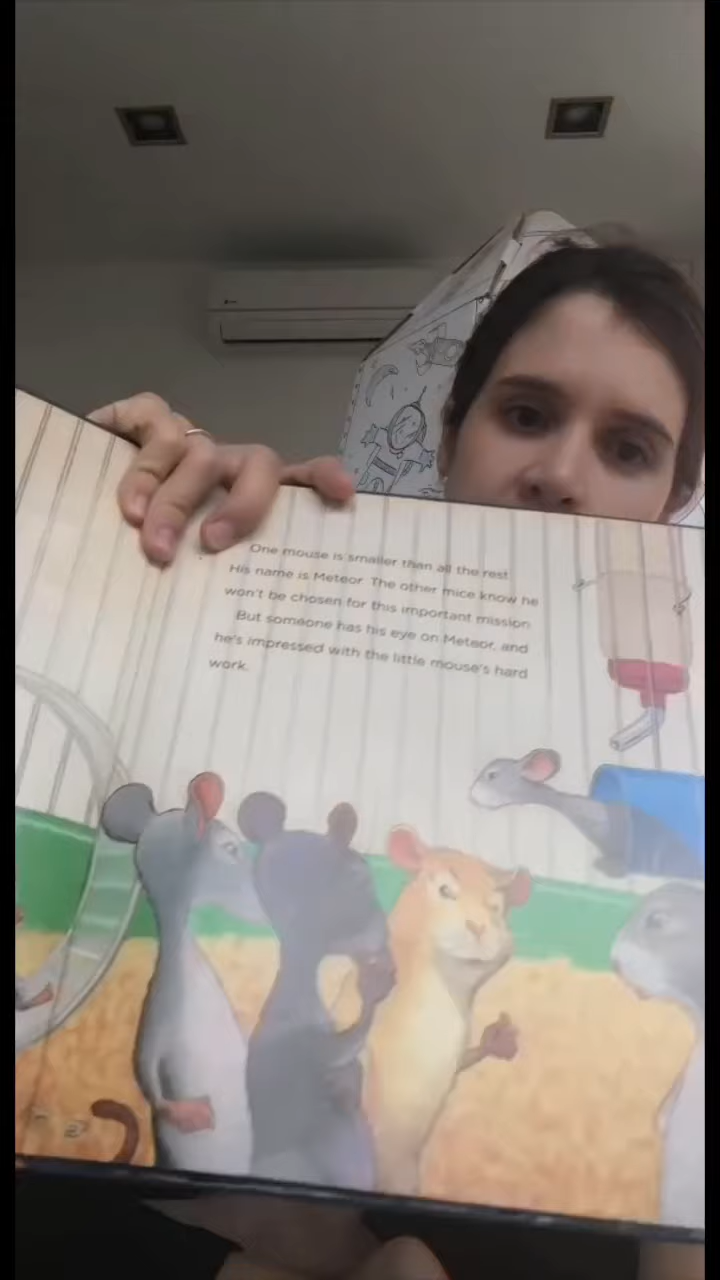 One mouse is smaller than all the rest.
His name is Meteor. The other mice know he
won't be chosen for this important mission.
But someone has his eye on Meteor, and
he's impressed with the little mouse's hard
work.